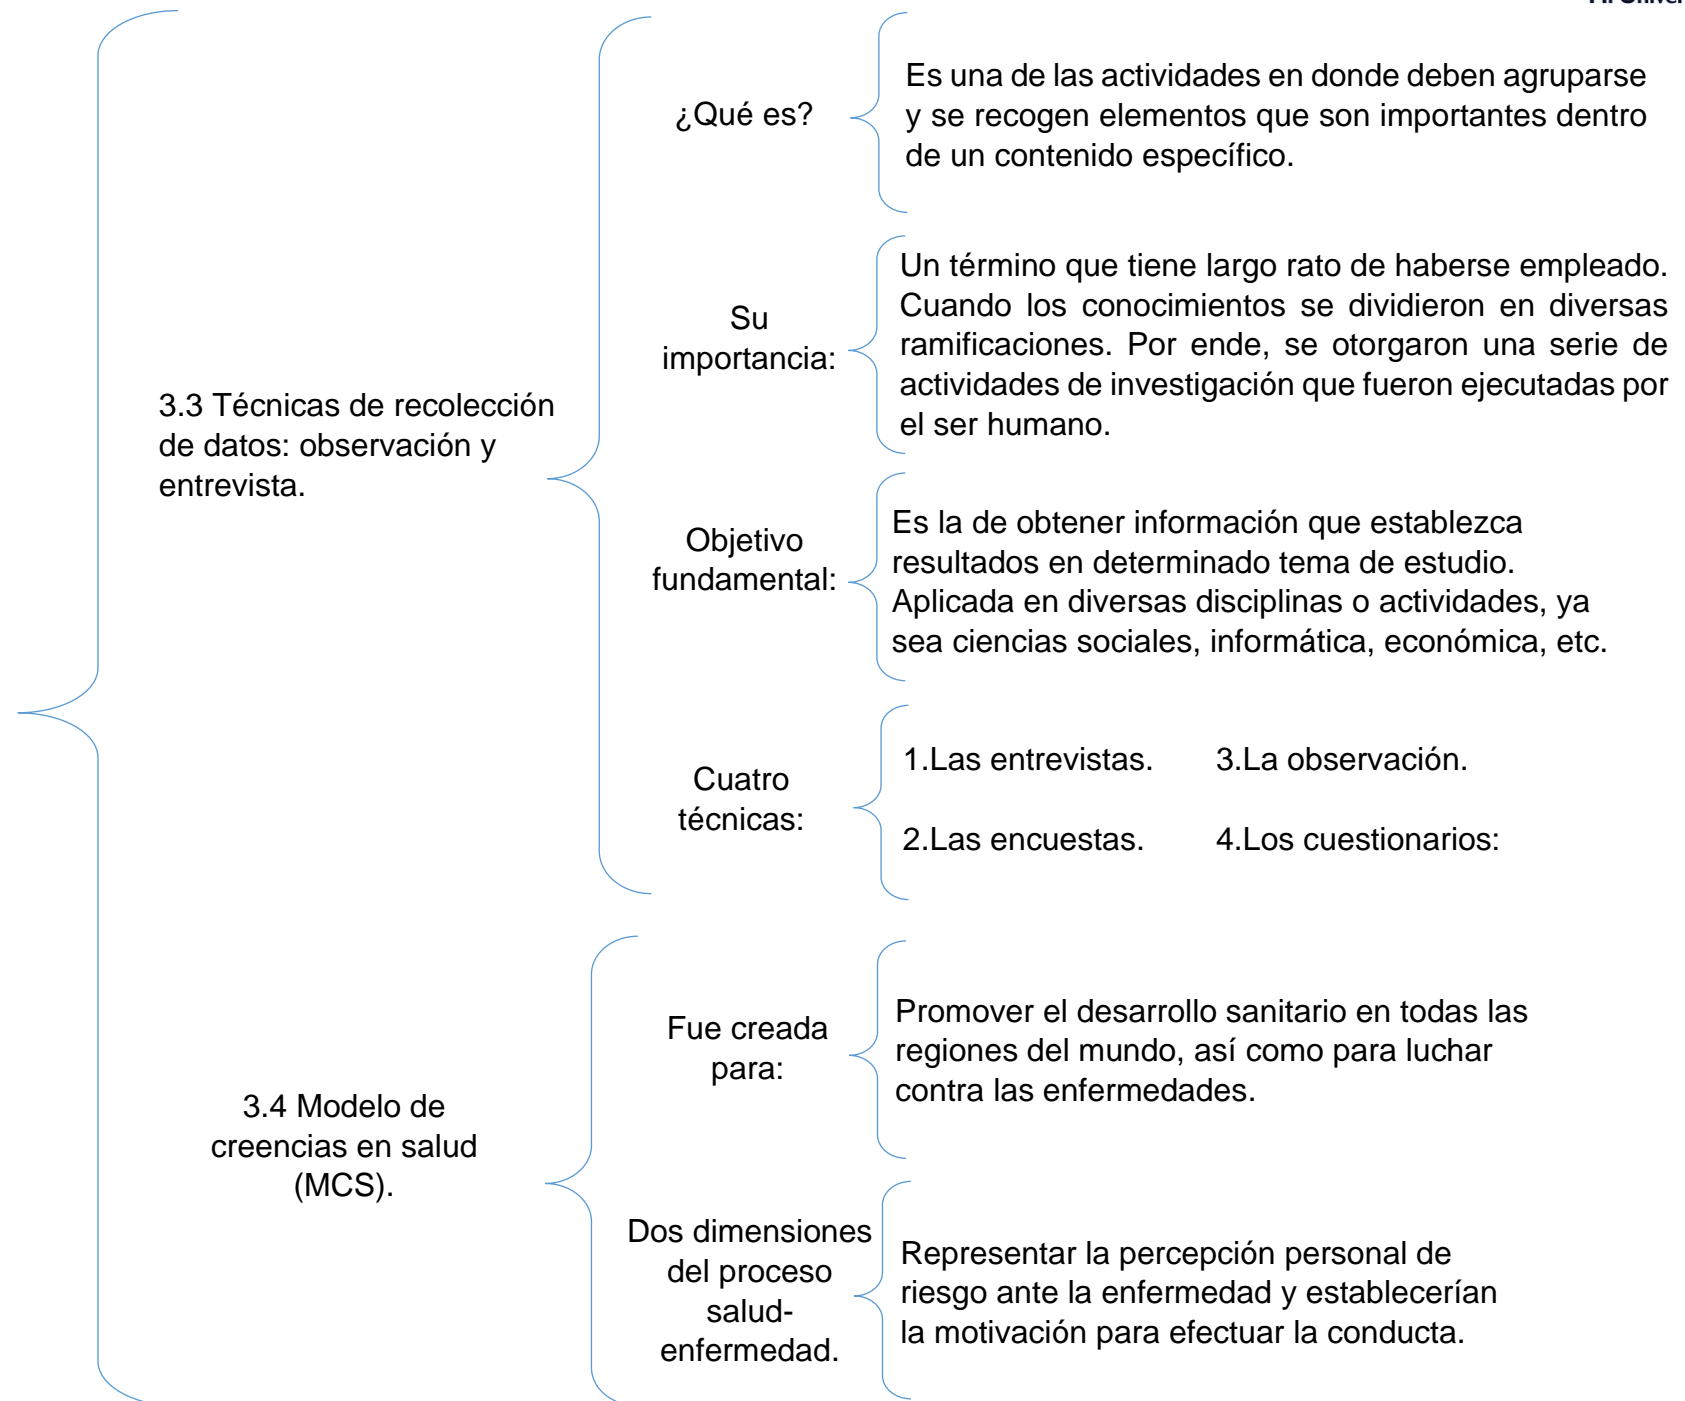 ¿Qué es?
Es una de las actividades en donde deben agruparse
y se recogen elementos que son importantes dentro
de un contenido específico.
Su
importancia:
Un término que tiene largo rato de haberse empleado.
Cuando los conocimientos se dividieron en diversas
ramificaciones. Por ende, se otorgaron una serie de
actividades de investigación que fueron ejecutadas por
el ser humano.
3.3 Técnicas de recolección
de datos: observación y
entrevista.
Objetivo
fundamental:
Es la de obtener información que establezca
resultados en determinado tema de estudio.
Aplicada en diversas disciplinas o actividades, ya
sea ciencias sociales, informática, económica, etc.
Cuatro
técnicas:
1.Las entrevistas. 3.La observación.
2.Las encuestas. 4.Los cuestionarios:
Fue creada
para:
Promover el desarrollo sanitario en todas las
regiones del mundo, así como para luchar
contra las enfermedades.
3.4 Modelo de
creencias en salud
(MCS).
Dos dimensiones
del proceso
salud-
enfermedad.
Representar la percepción personal de
riesgo ante la enfermedad y establecerían
la motivación para efectuar la conducta.